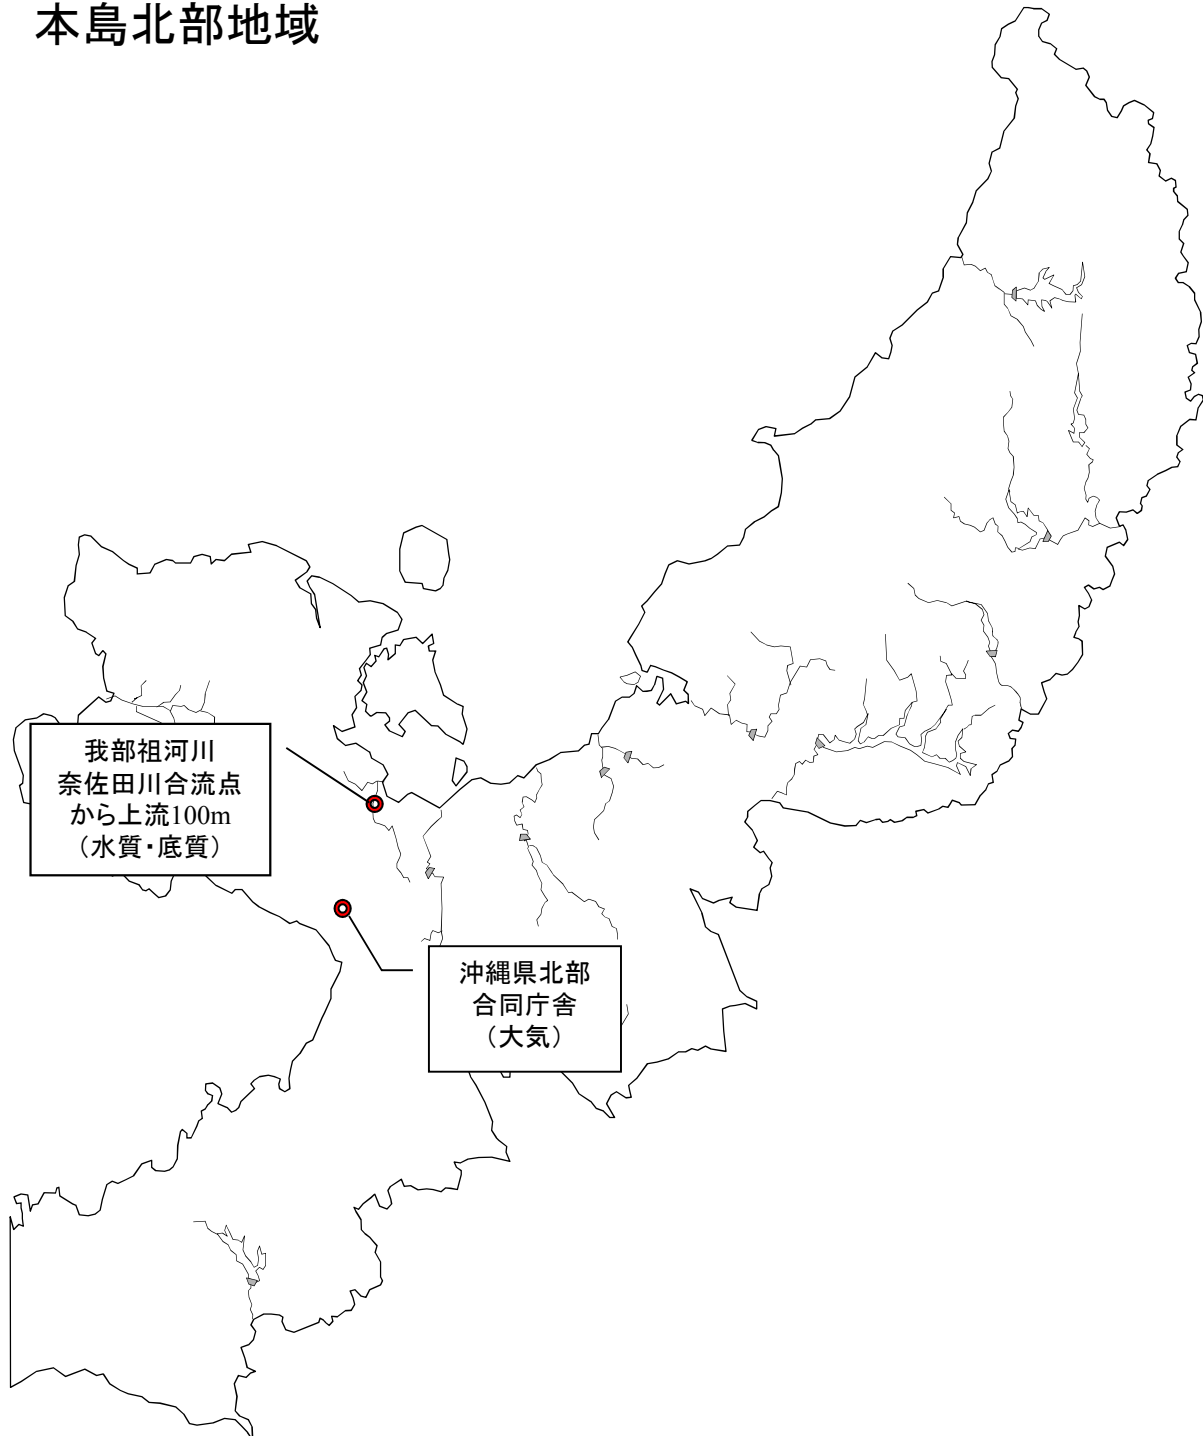 本島北部地域
我部祖河川
奈佐田川合流点
から上流100m
（水質・底質）
沖縄県北部
合同庁舎
（大気）